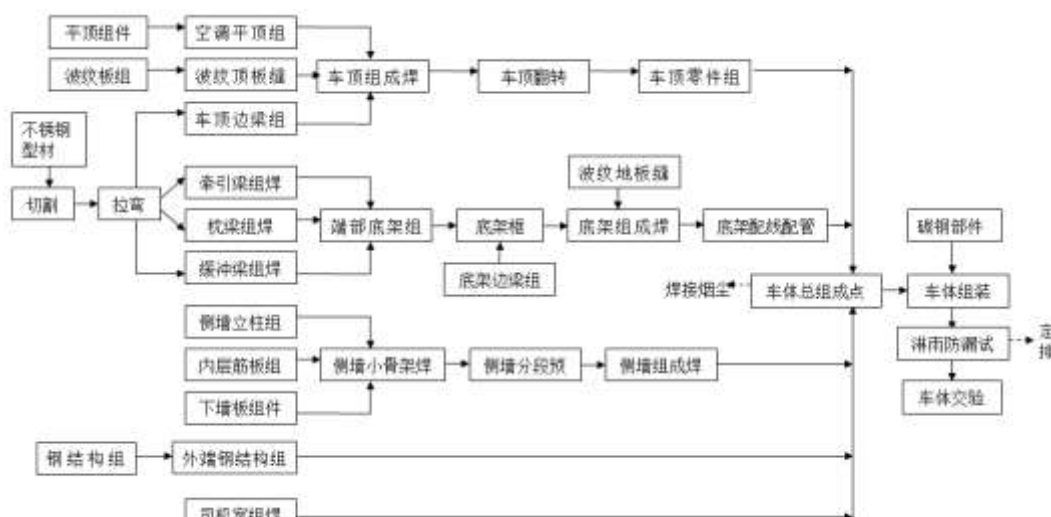 平顶组件
空调平顶组
波纹板组
波纹顶板缝
车顶组成焊
车顶翻转
车顶零件组
车顶边梁组
不锈钢
型材
切割
拉弯
牵引梁组焊
枕梁组焊
缓冲梁组焊
端部底架组
底架框
底架边梁组
波纹地板缝
底架组成焊
底架配线配管
碳钢部件
焊接烟尘
车体总组成点
车体组装
侧墙立柱组
内层筋板组
下墙板组件
侧墙小骨架焊
侧墙分段预
侧墙组成焊
淋雨防漏试
定
排
车体交验
钢结构组
外端钢结构组
司机室组焊